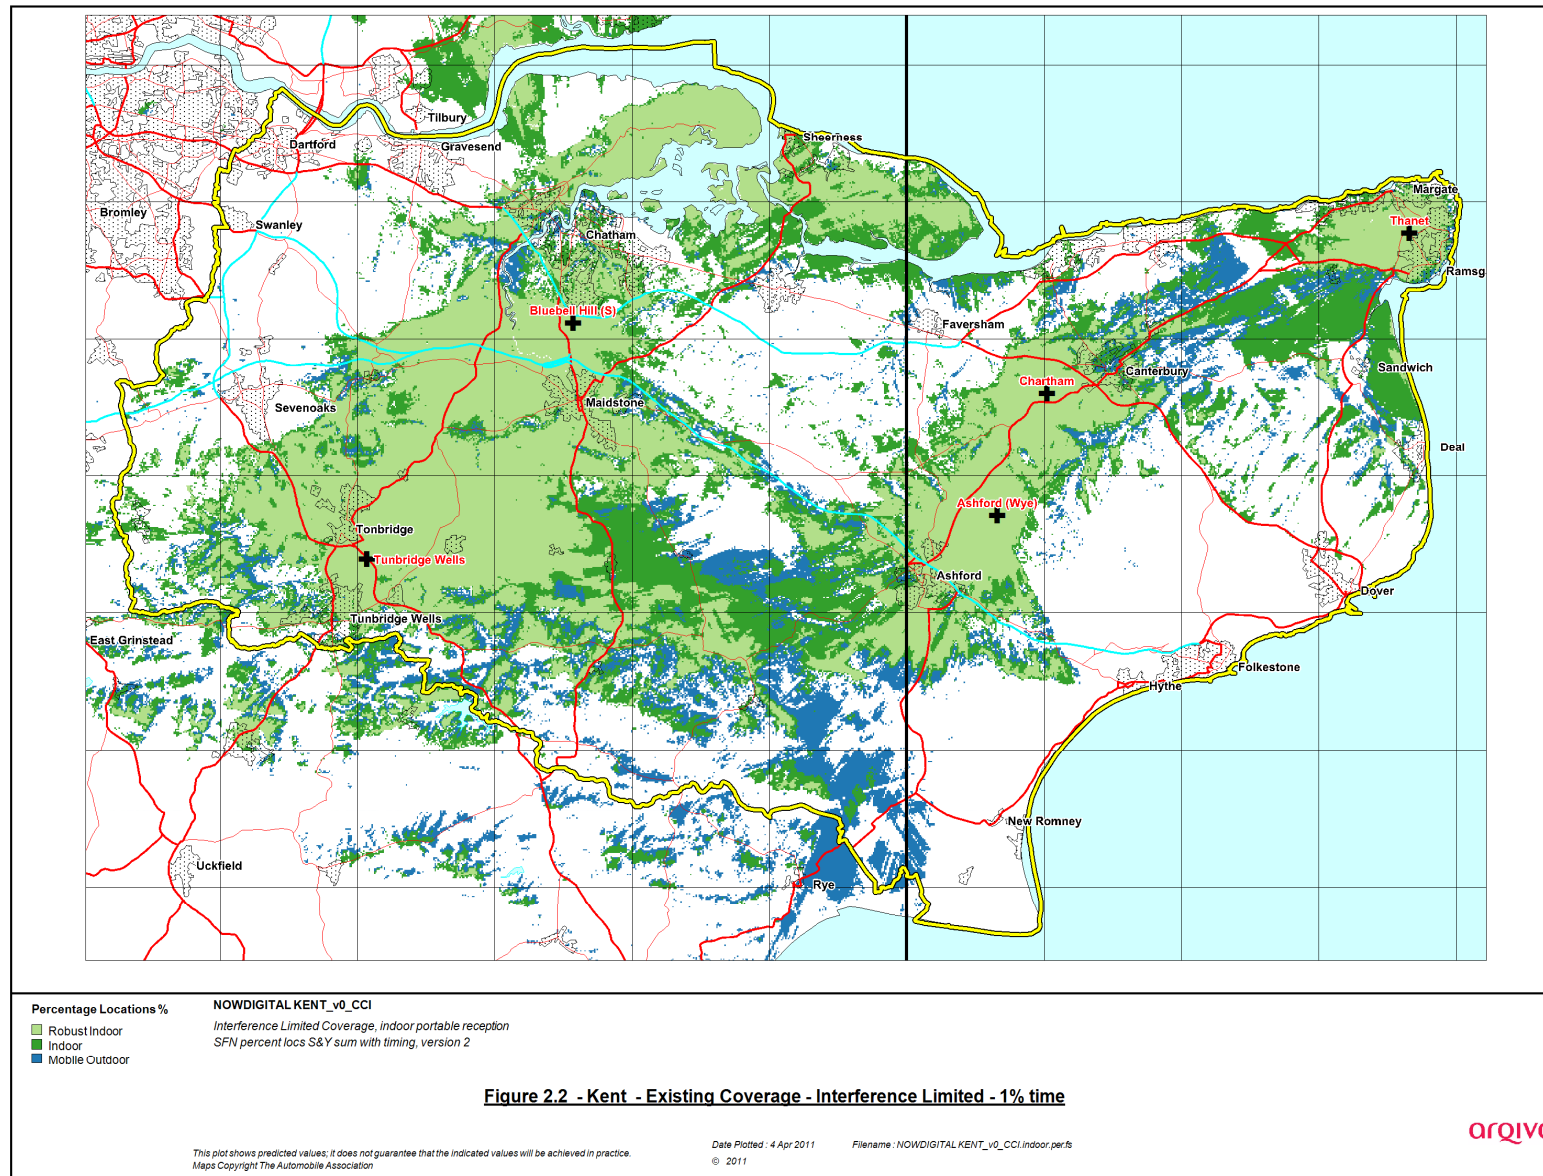 Tilbury
Dartford
Gravesend
Sheerness
Bromley
Swanley
Chatham
Margate
Thanet
Ramsg
Bluebell Hill (S)
Faversham
Sandwich
Canterbury
Chartham
Sevenoaks
Maidstone
Deal
Ashford (Wye)
Tonbridge
Tunbridge Wells
Ashford
Dover
Tunbridge Wells
East Grinstead
Folkestone
Hythe
New Romney
Uckfield
Rye
Percentage Locations %
Robust Indoor
Indoor
Mobile Outdoor
NOWDIGITAL KENT_v0_CCI
Interference Limited Coverage, indoor portable reception
SFN percent locs S&Y sum with timing, version 2
Figure 2.2 - Kent - Existing Coverage - Interference Limited - 1% time
This plot shows predicted values; it does not guarantee that the indicated values will be achieved in practice.
Maps Copyright The Automobile Association
Date Plotted : 4 Apr 2011
Filename : NOWDIGITAL KENT_v0_CCI.indoor.per.fs
© 2011
arqiva